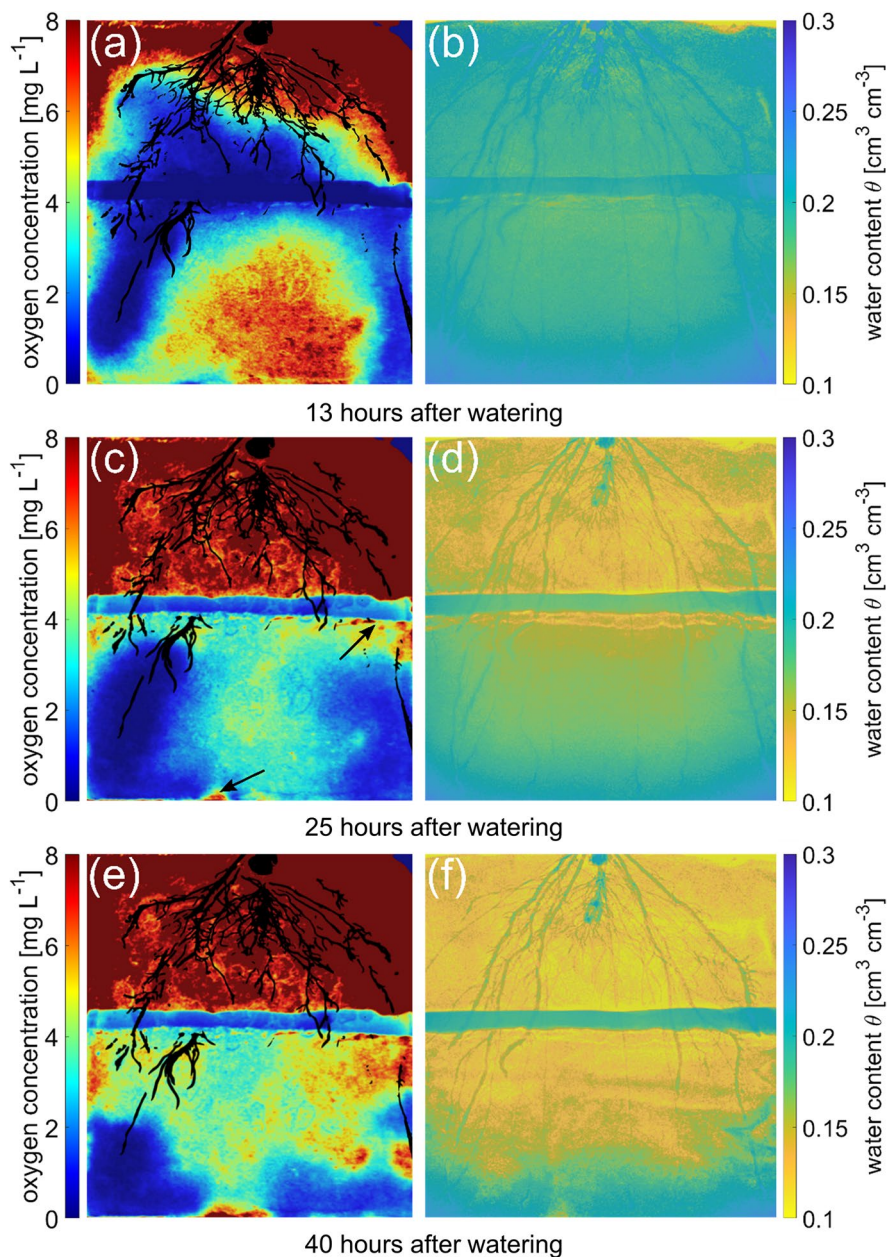 (a)
(b)
oxygen concentration [mg L⁻¹]
8
6
4
2
0
water content θ [cm³ cm⁻³]
0.3
0.25
0.2
0.15
0.1
13 hours after watering
(c)
(d)
oxygen concentration [mg L⁻¹]
8
6
4
2
0
water content θ [cm³ cm⁻³]
0.3
0.25
0.2
0.15
0.1
25 hours after watering
(e)
(f)
oxygen concentration [mg L⁻¹]
8
6
4
2
0
water content θ [cm³ cm⁻³]
0.3
0.25
0.2
0.15
0.1
40 hours after watering